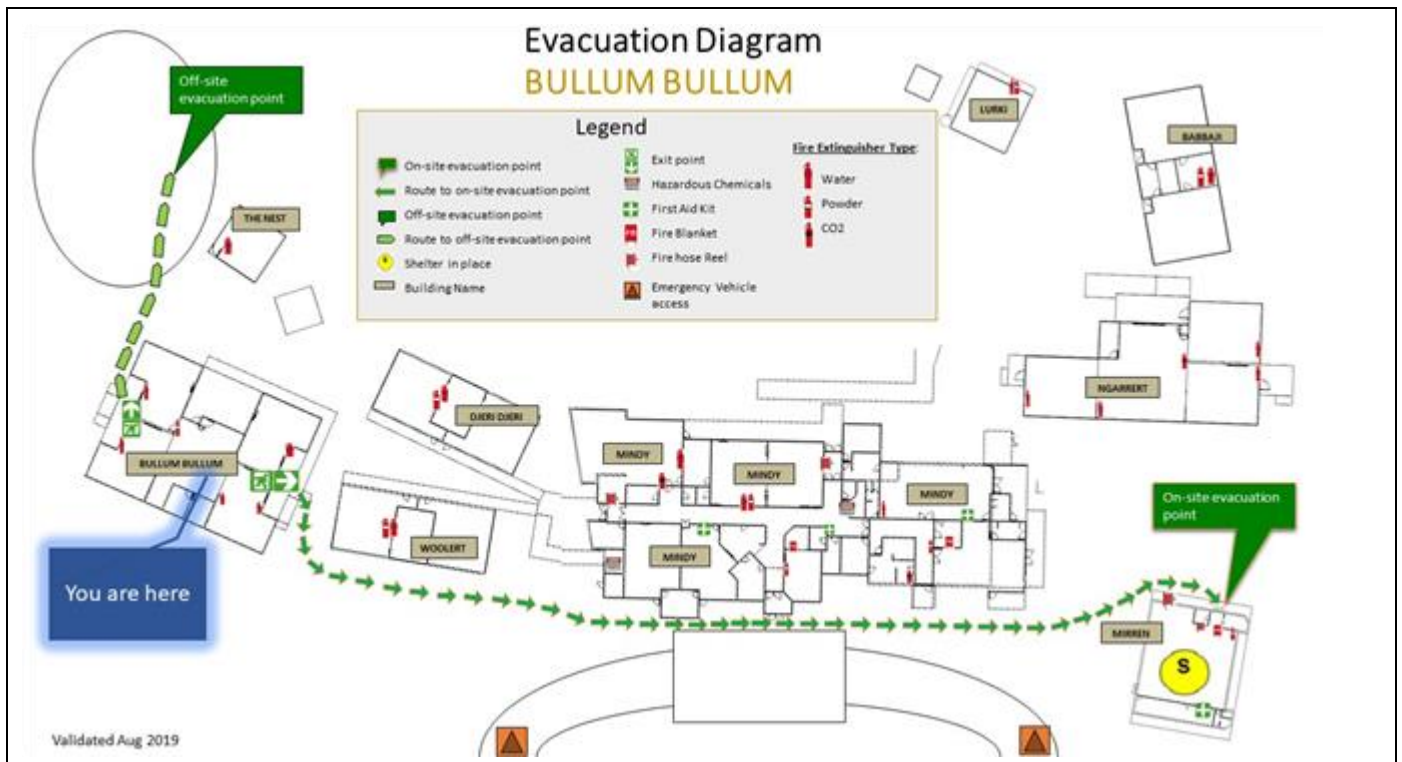 Evacuation Diagram
BULLUM BULLUM
Off-site
evacuation point
Legend
On-site evacuation point
Route to on-site evacuation point
Off-site evacuation point
Route to off-site evacuation point
S
Shelter in place
Building Name
Exit point
Hazardous Chemicals
First Aid Kit
FB
Fire Blanket
Fire hose Reel
Emergency Vehicle
access
Fire Extinguisher Type:
Water
Powder
CO2
LURKI
BABBAJI
THE NEST
NGARRERT
DJERI DJERI
BULLUM BULLUM
MINDY
MINDY
MINDY
On-site evacuation
point
WOOLERT
MINDY
You are here
MIRREN
S
Validated Aug 2019